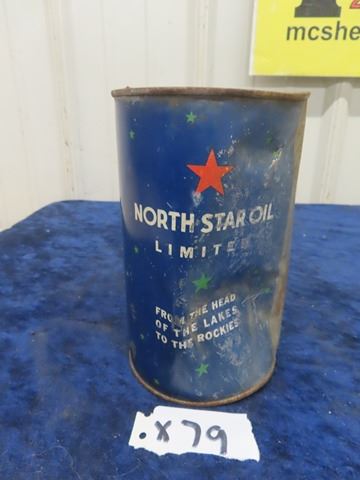 mcshe
NORTH STAR OIL
LIMITED
FROM THE HEAD
OF THE LAKES
TO THE ROCKIES
.X79